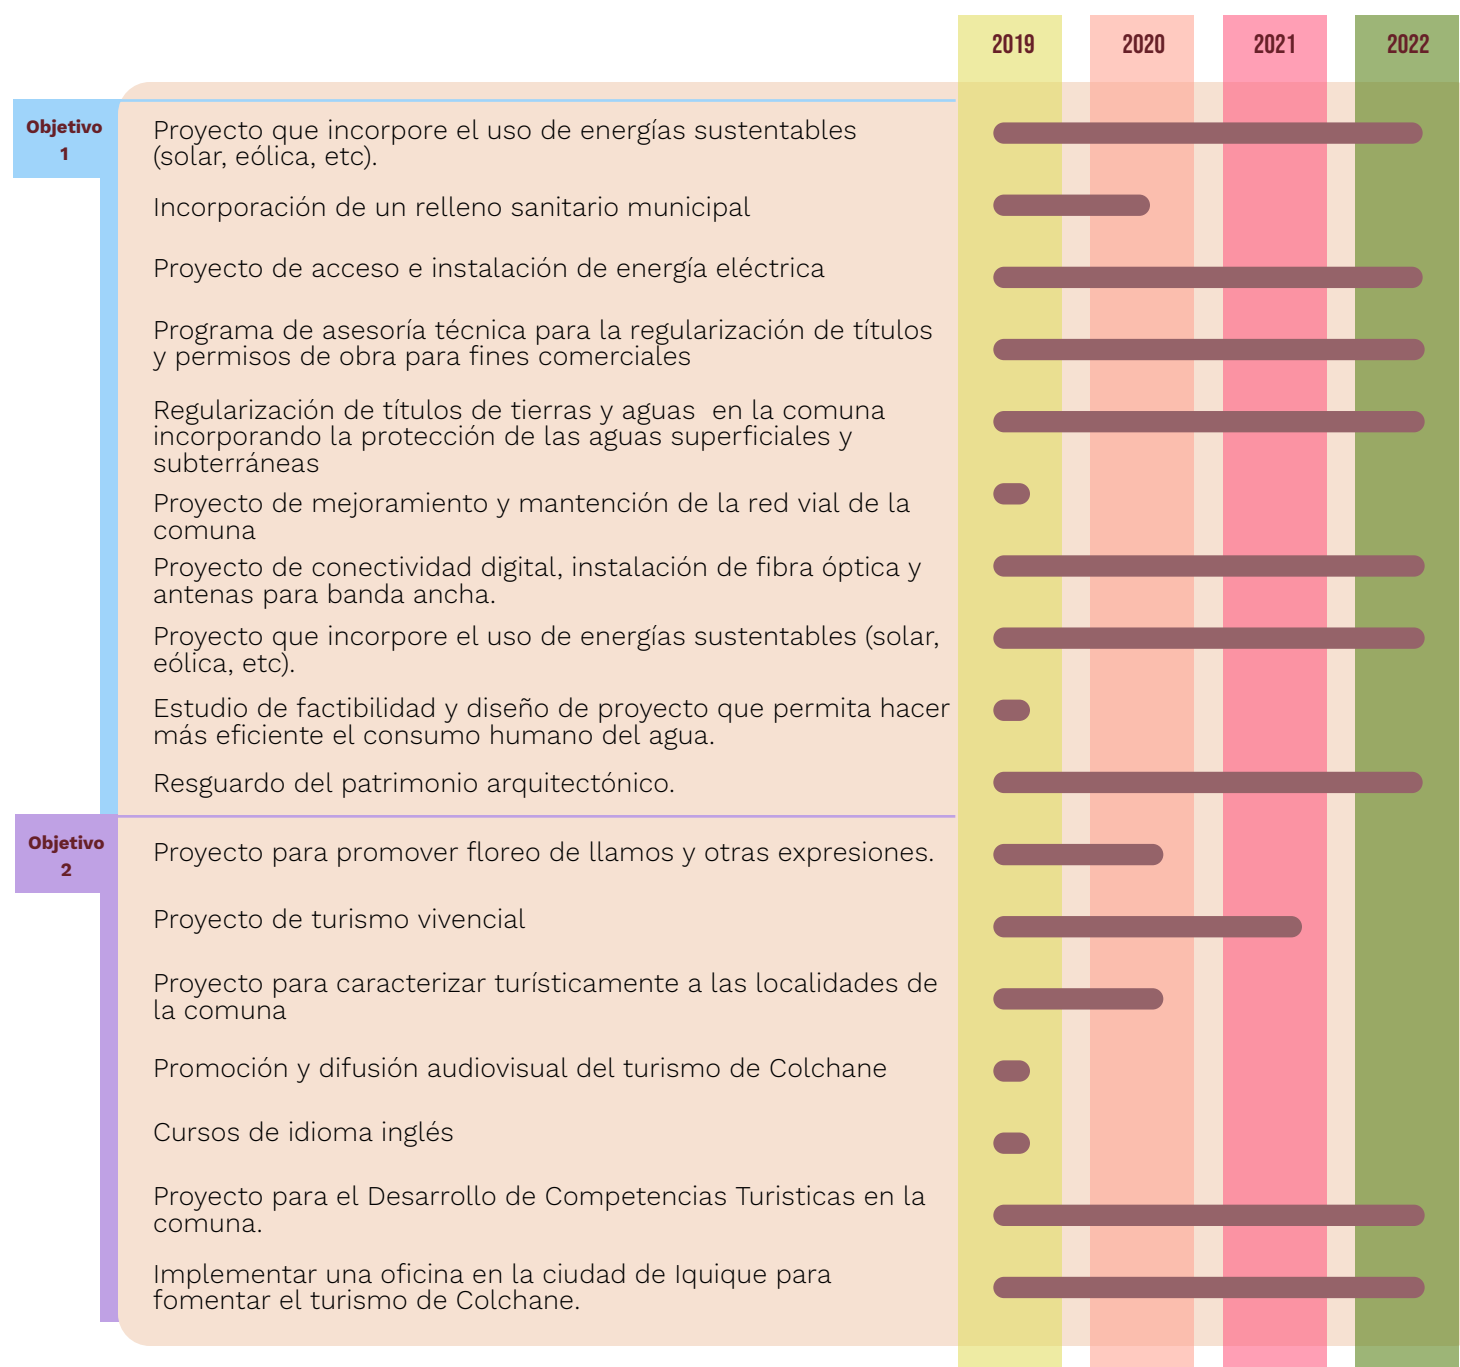 2019 2020 2021 2022
Objetivo
1
Proyecto que incorpore el uso de energías sustentables
(solar, eólica, etc).
Incorporación de un relleno sanitario municipal
Proyecto de acceso e instalación de energía eléctrica
Programa de asesoría técnica para la regularización de títulos
y permisos de obra para fines comerciales
Regularización de títulos de tierras y aguas  en la comuna
incorporando la protección de las aguas superficiales y
subterráneas
Proyecto de mejoramiento y mantención de la red vial de la
comuna
Proyecto de conectividad digital, instalación de fibra óptica y
antenas para banda ancha.
Proyecto que incorpore el uso de energías sustentables (solar,
eólica, etc).
Estudio de factibilidad y diseño de proyecto que permita hacer
más eficiente el consumo humano del agua.
Resguardo del patrimonio arquitectónico.
Objetivo
2
Proyecto para promover floreo de llamos y otras expresiones.
Proyecto de turismo vivencial
Proyecto para caracterizar turísticamente a las localidades de
la comuna
Promoción y difusión audiovisual del turismo de Colchane
Cursos de idioma inglés
Proyecto para el Desarrollo de Competencias Turisticas en la
comuna.
Implementar una oficina en la ciudad de Iquique para
fomentar el turismo de Colchane.